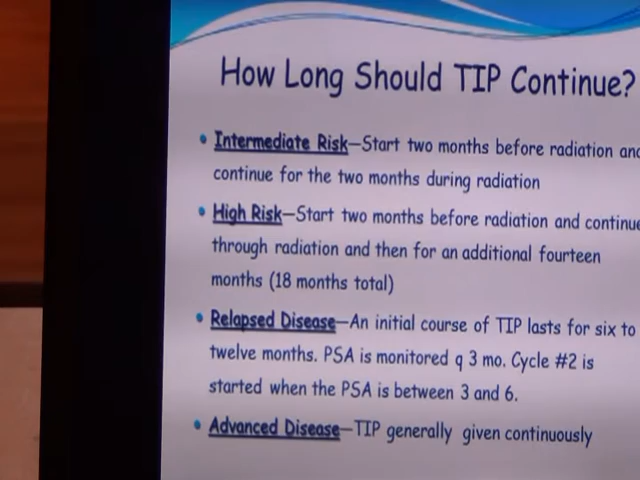 How Long Should TIP Continue?
• Intermediate Risk—Start two months before radiation and
continue for the two months during radiation
• High Risk—Start two months before radiation and continue
through radiation and then for an additional fourteen
months (18 months total)
• Relapsed Disease—An initial course of TIP lasts for six to
twelve months. PSA is monitored q 3 mo. Cycle #2 is
started when the PSA is between 3 and 6.
• Advanced Disease—TIP generally given continuously